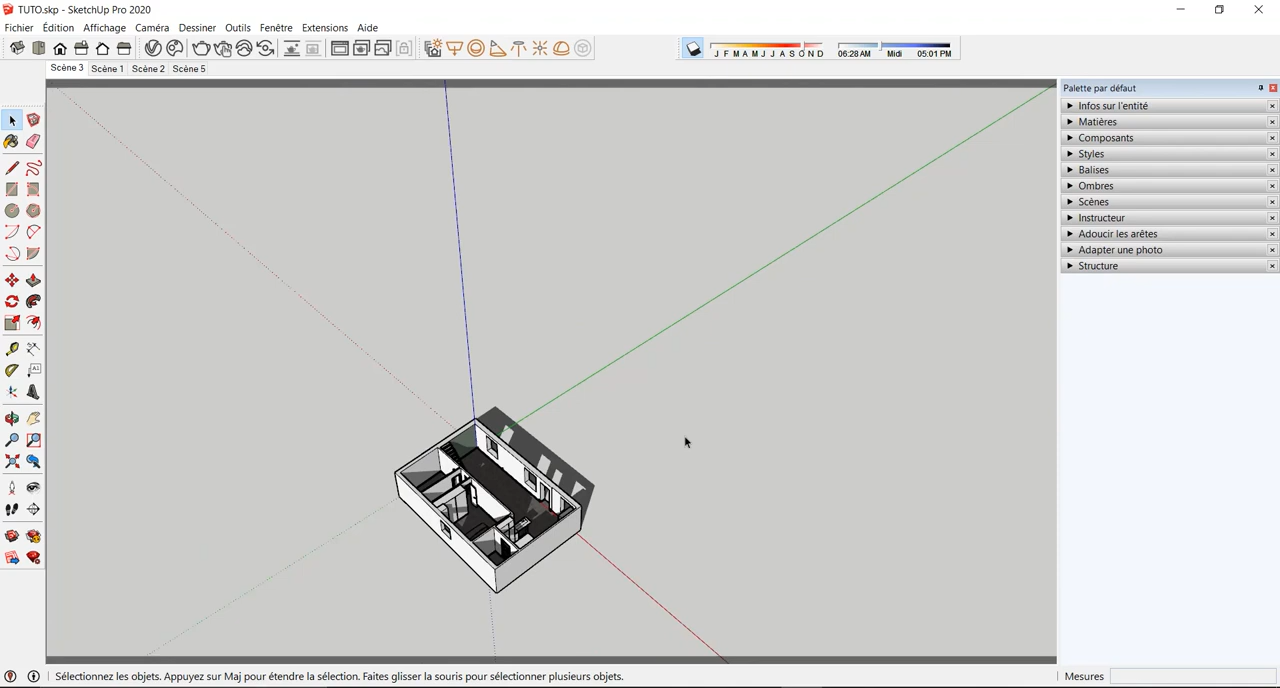 TUTO.skp - SketchUp Pro 2020
Fichier Édition Affichage Caméra Dessiner Outils Fenêtre Extensions Aide
J F M A M J J A S O N D 06:28 AM Midi 05:01 PM
Scène 3 Scène 1 Scène 2 Scène 5
Palette par défaut
Infos sur l'entité
Matières
Composants
Styles
Balises
Ombres
Scènes
Instructeur
Adoucir les arêtes
Adapter une photo
Structure
A1
Sélectionnez les objets. Appuyez sur Maj pour étendre la sélection. Faites glisser la souris pour sélectionner plusieurs objets.
Mesures